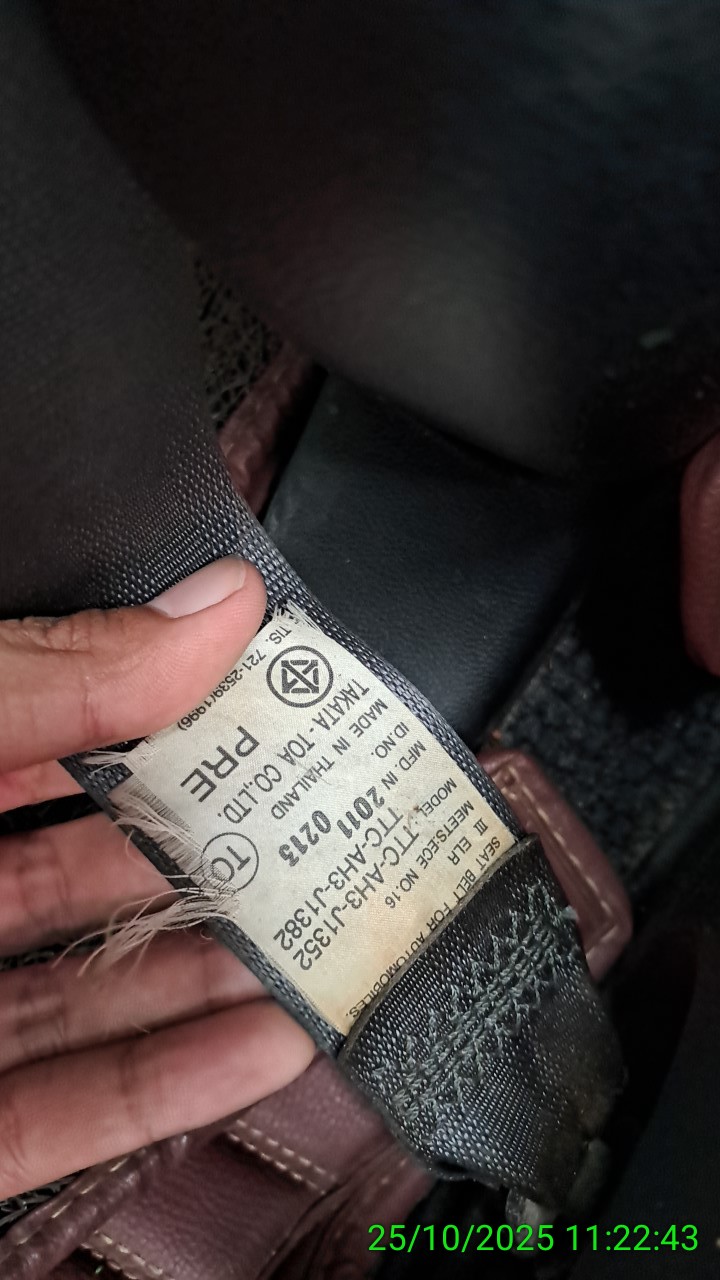 SEAT BELT FOR AUTOMOBILES.
III ELR
MEETS:ECE NO.16
MODEL TTC-AH3-J1352
TTC-AH3-J1382
MFD IN 2011 0213
ID.NO.
MADE IN THAILAND
TAKATA-TOA CO.,LTD.
TO
PRE
TIS. 721-2539(1996)
25/10/2025 11:22:43